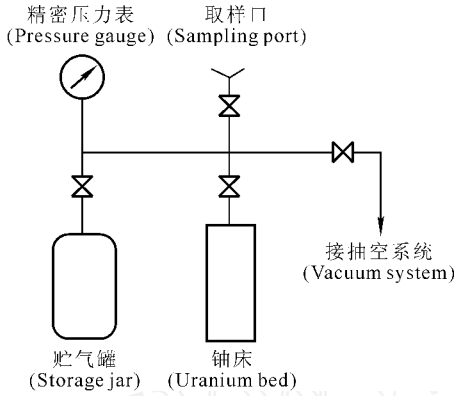 精密压力表
(Pressure gauge)
取样口
(Sampling port)
接抽空系统
(Vacuum system)
贮气罐
(Storage jar)
铀床
(Uranium bed)